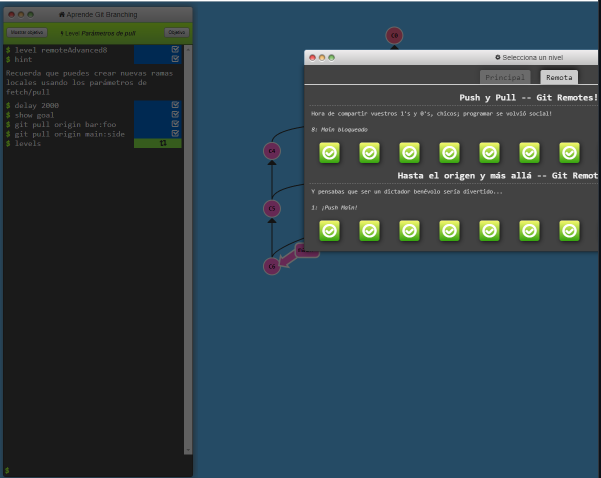 Aprende Git Branching
Mostrar objetivo
Level Parámetros de pull
Objetivo
$ level remoteAdvanced8
$ hint
Recuerda que puedes crear nuevas ramas
locales usando los parámetros de
fetch/pull
$ delay 2000
$ show goal
$ git pull origin bar:foo
$ git pull origin main:side
$ levels
$
C0
C4
C5
C6
Selecciona un nivel
Principal
Remota
Push y Pull -- Git Remotes!
Hora de compartir vuestros 1's y 0's, chicos; programar se volvió social!
8: Main bloqueado
Hasta el origen y más allá -- Git Remot
Y pensabas que ser un dictador benévolo sería divertido...
1: ¡Push Main!